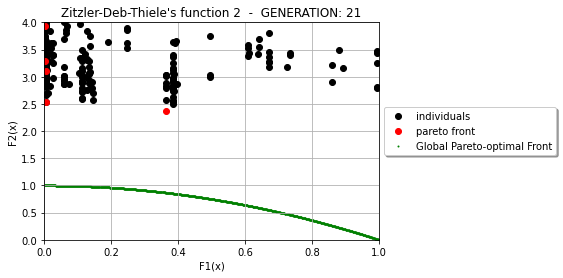 Zitzler-Deb-Thiele's function 2 - GENERATION: 21
4.0
3.5
3.0
2.5
2.0
1.5
1.0
0.5
0.0
F2(x)
0.0 0.2 0.4 0.6 0.8 1.0
F1(x)
individuals
pareto front
Global Pareto-optimal Front